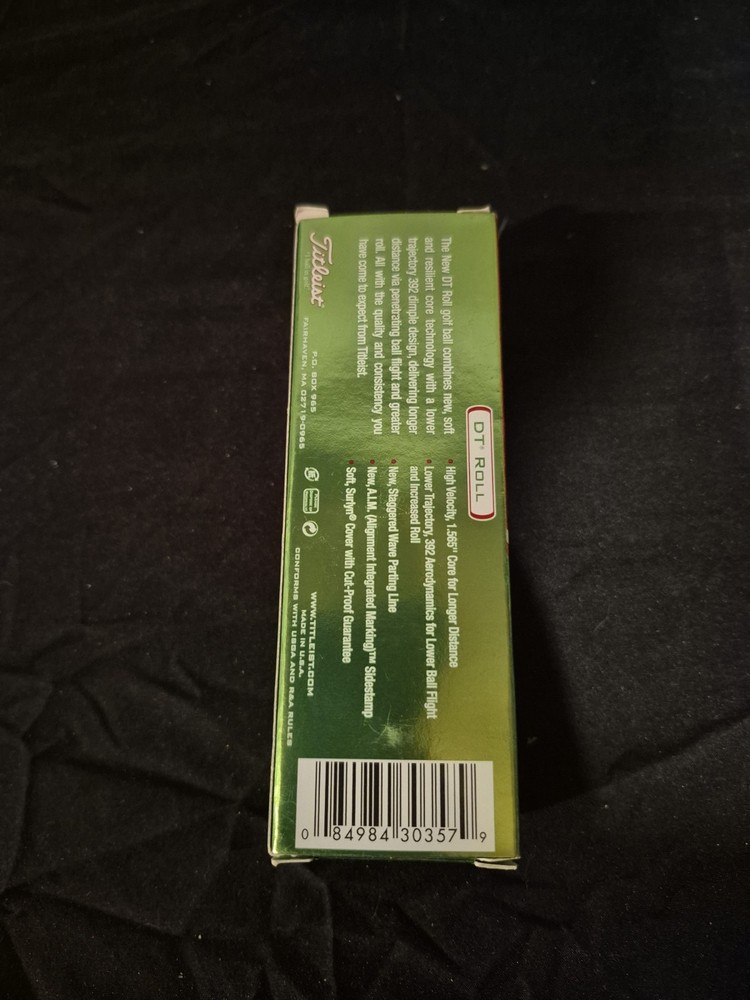 DT® ROLL
The New DT Roll golf ball combines new, soft
and resilient core technology with a lower
trajectory 392 dimple design, delivering longer
distance via penetrating ball flight and greater
roll. All with the quality and consistency you
have come to expect from Titleist.
• High Velocity, 1.565" Core for Longer Distance
• Lower Trajectory, 392 Aerodynamics for Lower Ball Flight
and Increased Roll
• New, Staggered Wave Parting Line
• New, A.I.M. (Alignment Integrated Marking)™ Sidestamp
• Soft, Surlyn® Cover with Cut-Proof Guarantee
Titleist
P.O. BOX 965
FAIRHAVEN, MA 02719-0965
WWW.TITLEIST.COM
MADE IN U.S.A.
CONFORMS WITH USGA AND R&A RULES
0 84984 30357 9